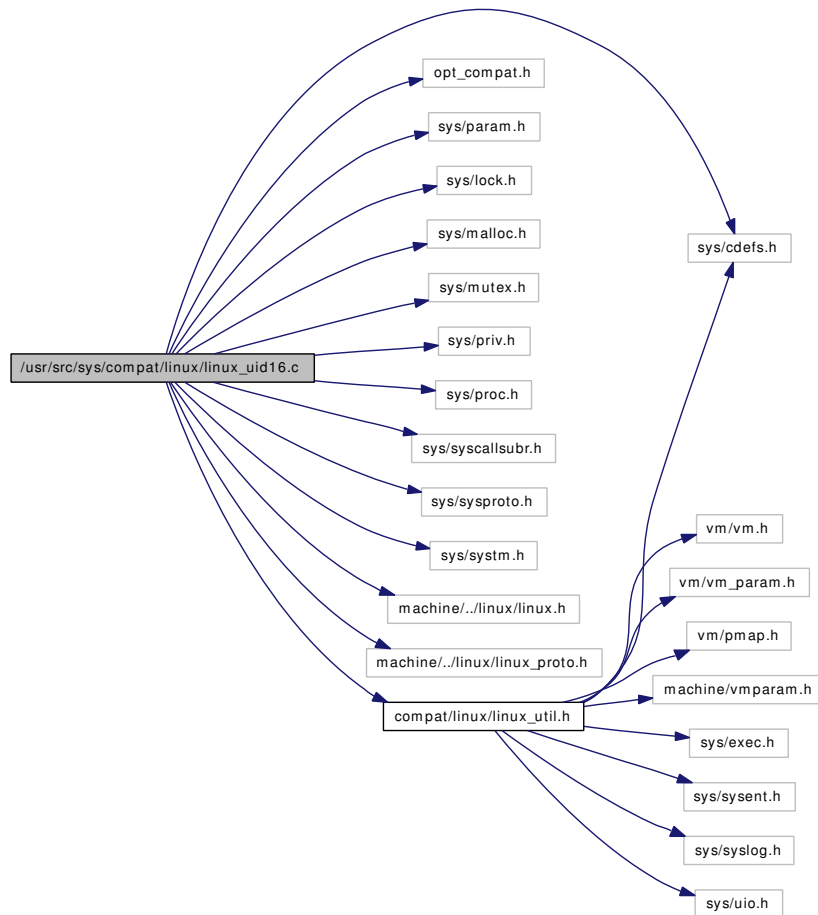 opt_compat.h
sys/param.h
sys/lock.h
sys/malloc.h
sys/cdefs.h
sys/mutex.h
sys/priv.h
/usr/src/sys/compat/linux/linux_uid16.c
sys/proc.h
sys/syscallsubr.h
sys/sysproto.h
vm/vm.h
sys/systm.h
vm/vm_param.h
machine/../linux/linux.h
vm/pmap.h
machine/../linux/linux_proto.h
machine/vmparam.h
compat/linux/linux_util.h
sys/exec.h
sys/sysent.h
sys/syslog.h
sys/uio.h